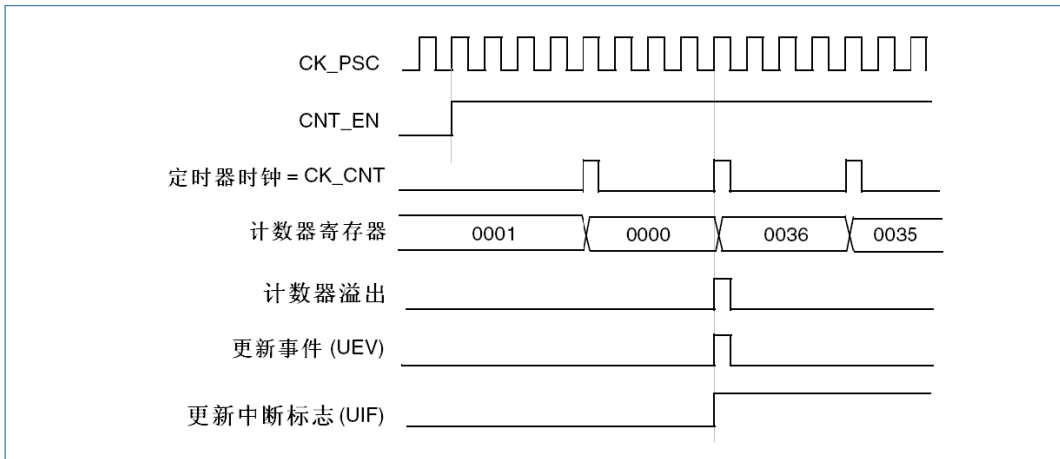 CK_PSC
CNT_EN
定时器时钟 = CK_CNT
计数器寄存器 0001 0000 0036 0035
计数器溢出
更新事件 (UEV)
更新中断标志 (UIF)